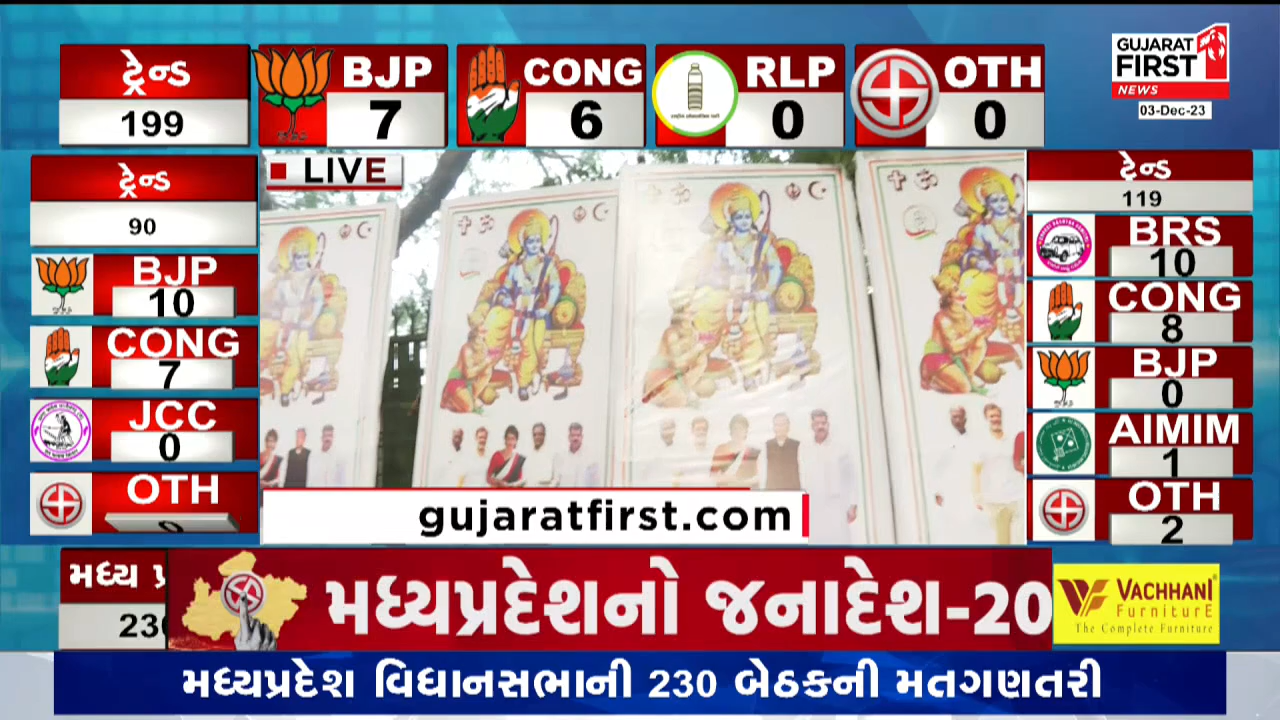 ટ્રેન્ડ
199
BJP
7
CONG
6
RLP
0
OTH
0
GUJARAT
FIRST
NEWS
03-Dec-23
ટ્રેન્ડ
90
BJP
10
CONG
7
JCC
0
OTH
0
LIVE
gujaratfirst.com
ટ્રેન્ડ
119
BRS
10
CONG
8
BJP
0
AIMIM
1
OTH
2
મધ્ય પ્ર
230
મધ્યપ્રદેશનો જનાદેશ-20
VACHHANI
FURNITURE
The Complete Furniture
મધ્યપ્રદેશ વિધાનસભાની 230 બેઠકની મતગણતરી